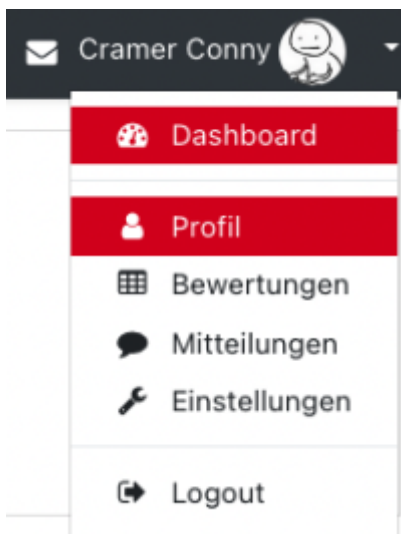 Cramer Conny
Dashboard
Profil
Bewertungen
Mitteilungen
Einstellungen
Logout